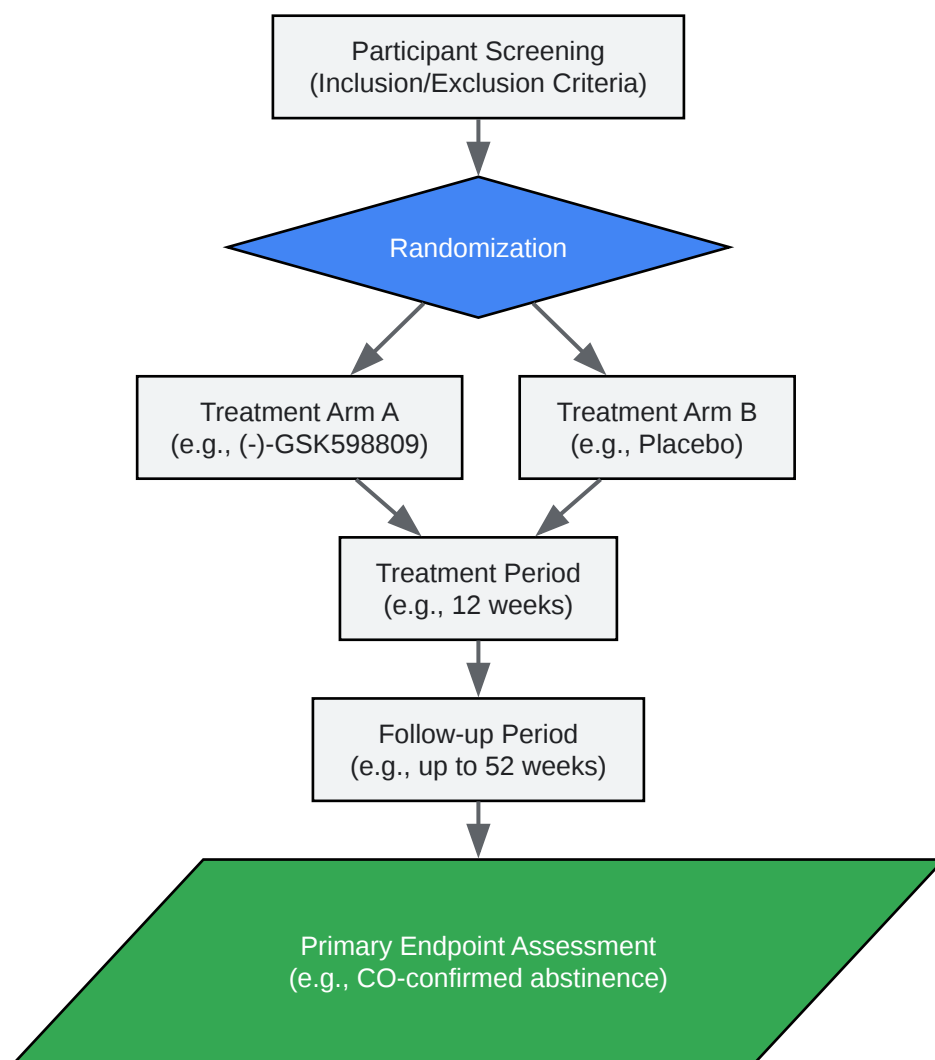 Participant Screening
(Inclusion/Exclusion Criteria)
Randomization
Treatment Arm A
(e.g., (-)-GSK598809)
Treatment Arm B
(e.g., Placebo)
Treatment Period
(e.g., 12 weeks)
Follow-up Period
(e.g., up to 52 weeks)
Primary Endpoint Assessment
(e.g., CO-confirmed abstinence)